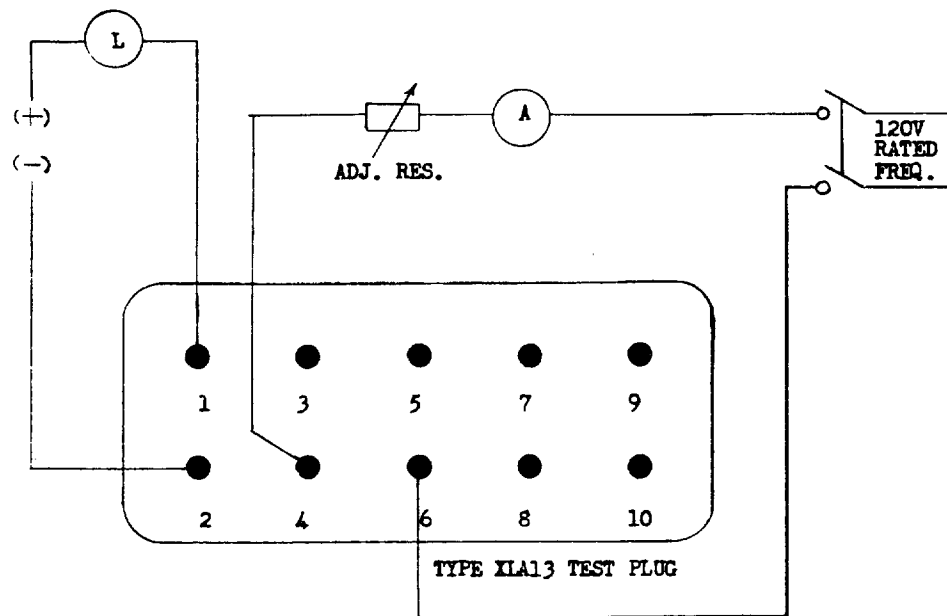 L
(+)
(-)
A
ADJ. RES.
120V
RATED
FREQ.
1 3 5 7 9
2 4 6 8 10
TYPE XLA13 TEST PLUG